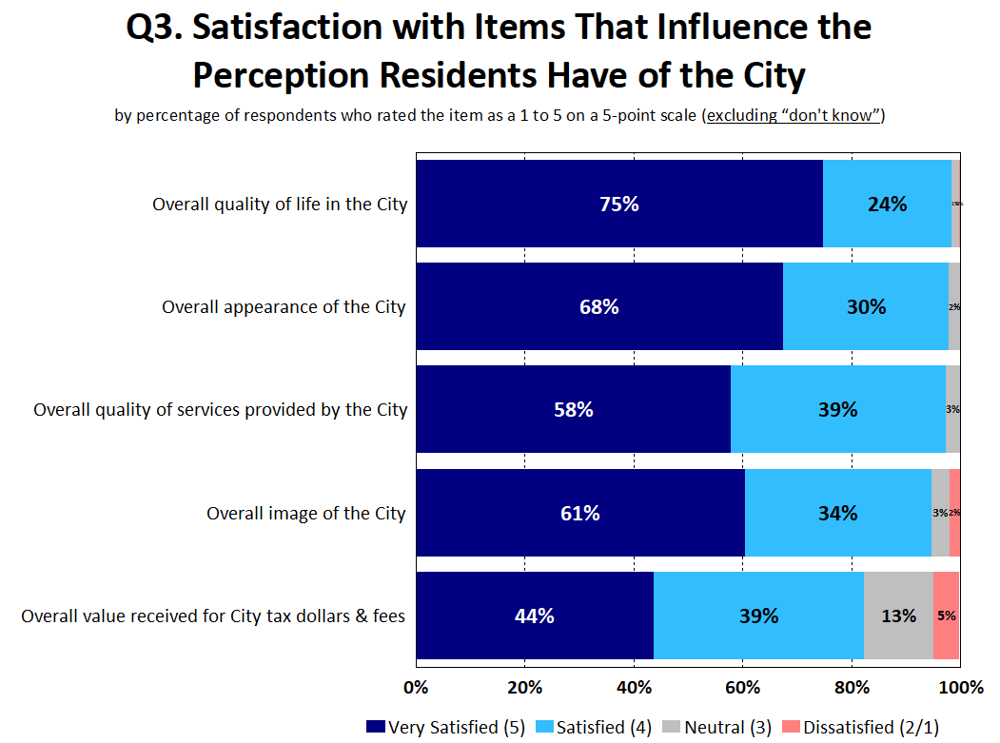 Q3. Satisfaction with Items That Influence the
Perception Residents Have of the City
by percentage of respondents who rated the item as a 1 to 5 on a 5-point scale (excluding “don't know”)
Overall quality of life in the City
75%
24%
Overall appearance of the City
68%
30%
2%
Overall quality of services provided by the City
58%
39%
3%
Overall image of the City
61%
34%
3%
2%
Overall value received for City tax dollars & fees
44%
39%
13%
5%
0% 20% 40% 60% 80% 100%
Very Satisfied (5) Satisfied (4) Neutral (3) Dissatisfied (2/1)